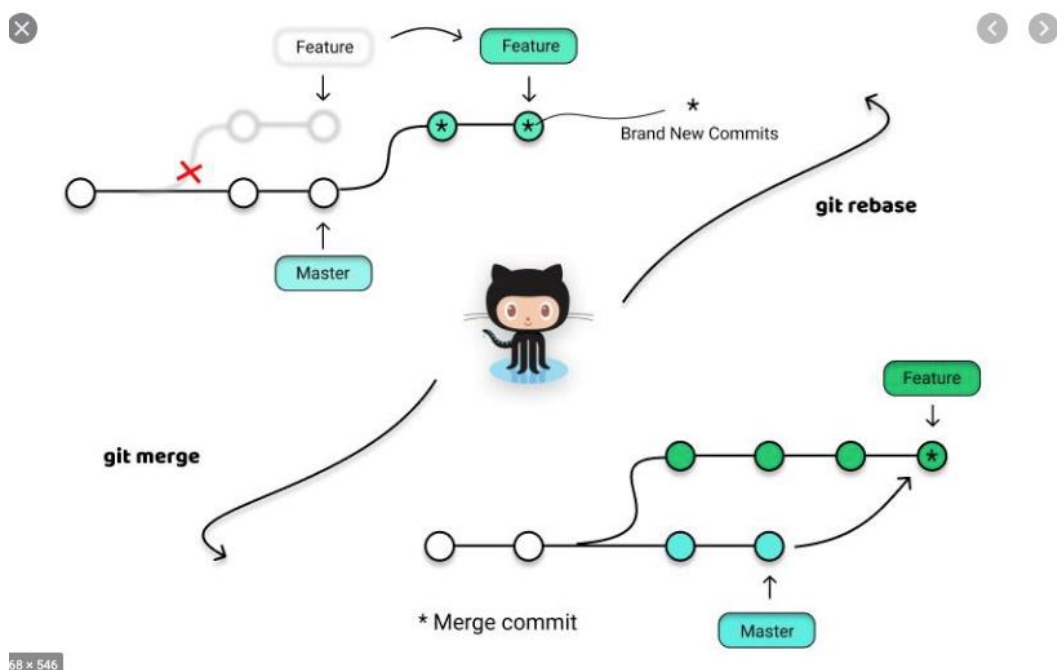 Feature
Feature
*
Brand New Commits
* *
git rebase
Master
Feature
git merge
*
* Merge commit
Master
68 × 546